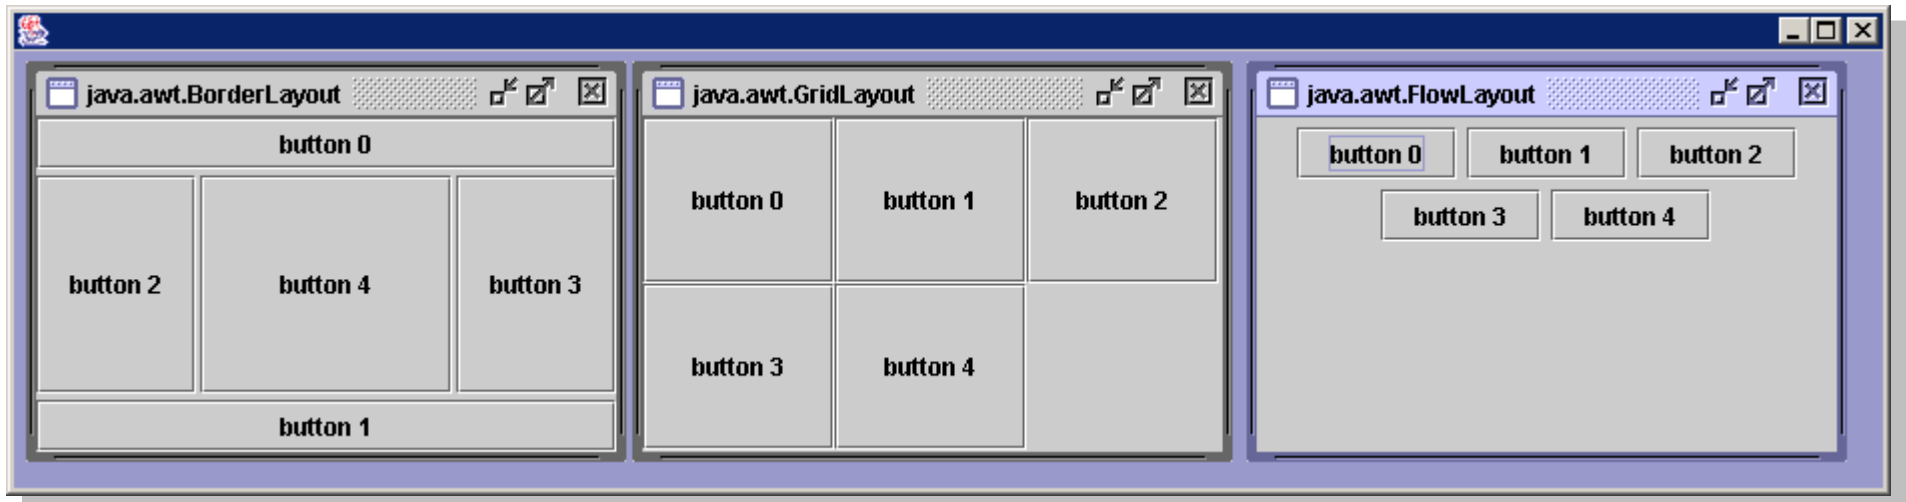 java.awt.BorderLayout
button 0
button 2 button 4 button 3
button 1
java.awt.GridLayout
button 0 button 1 button 2
button 3 button 4
java.awt.FlowLayout
button 0 button 1 button 2
button 3 button 4